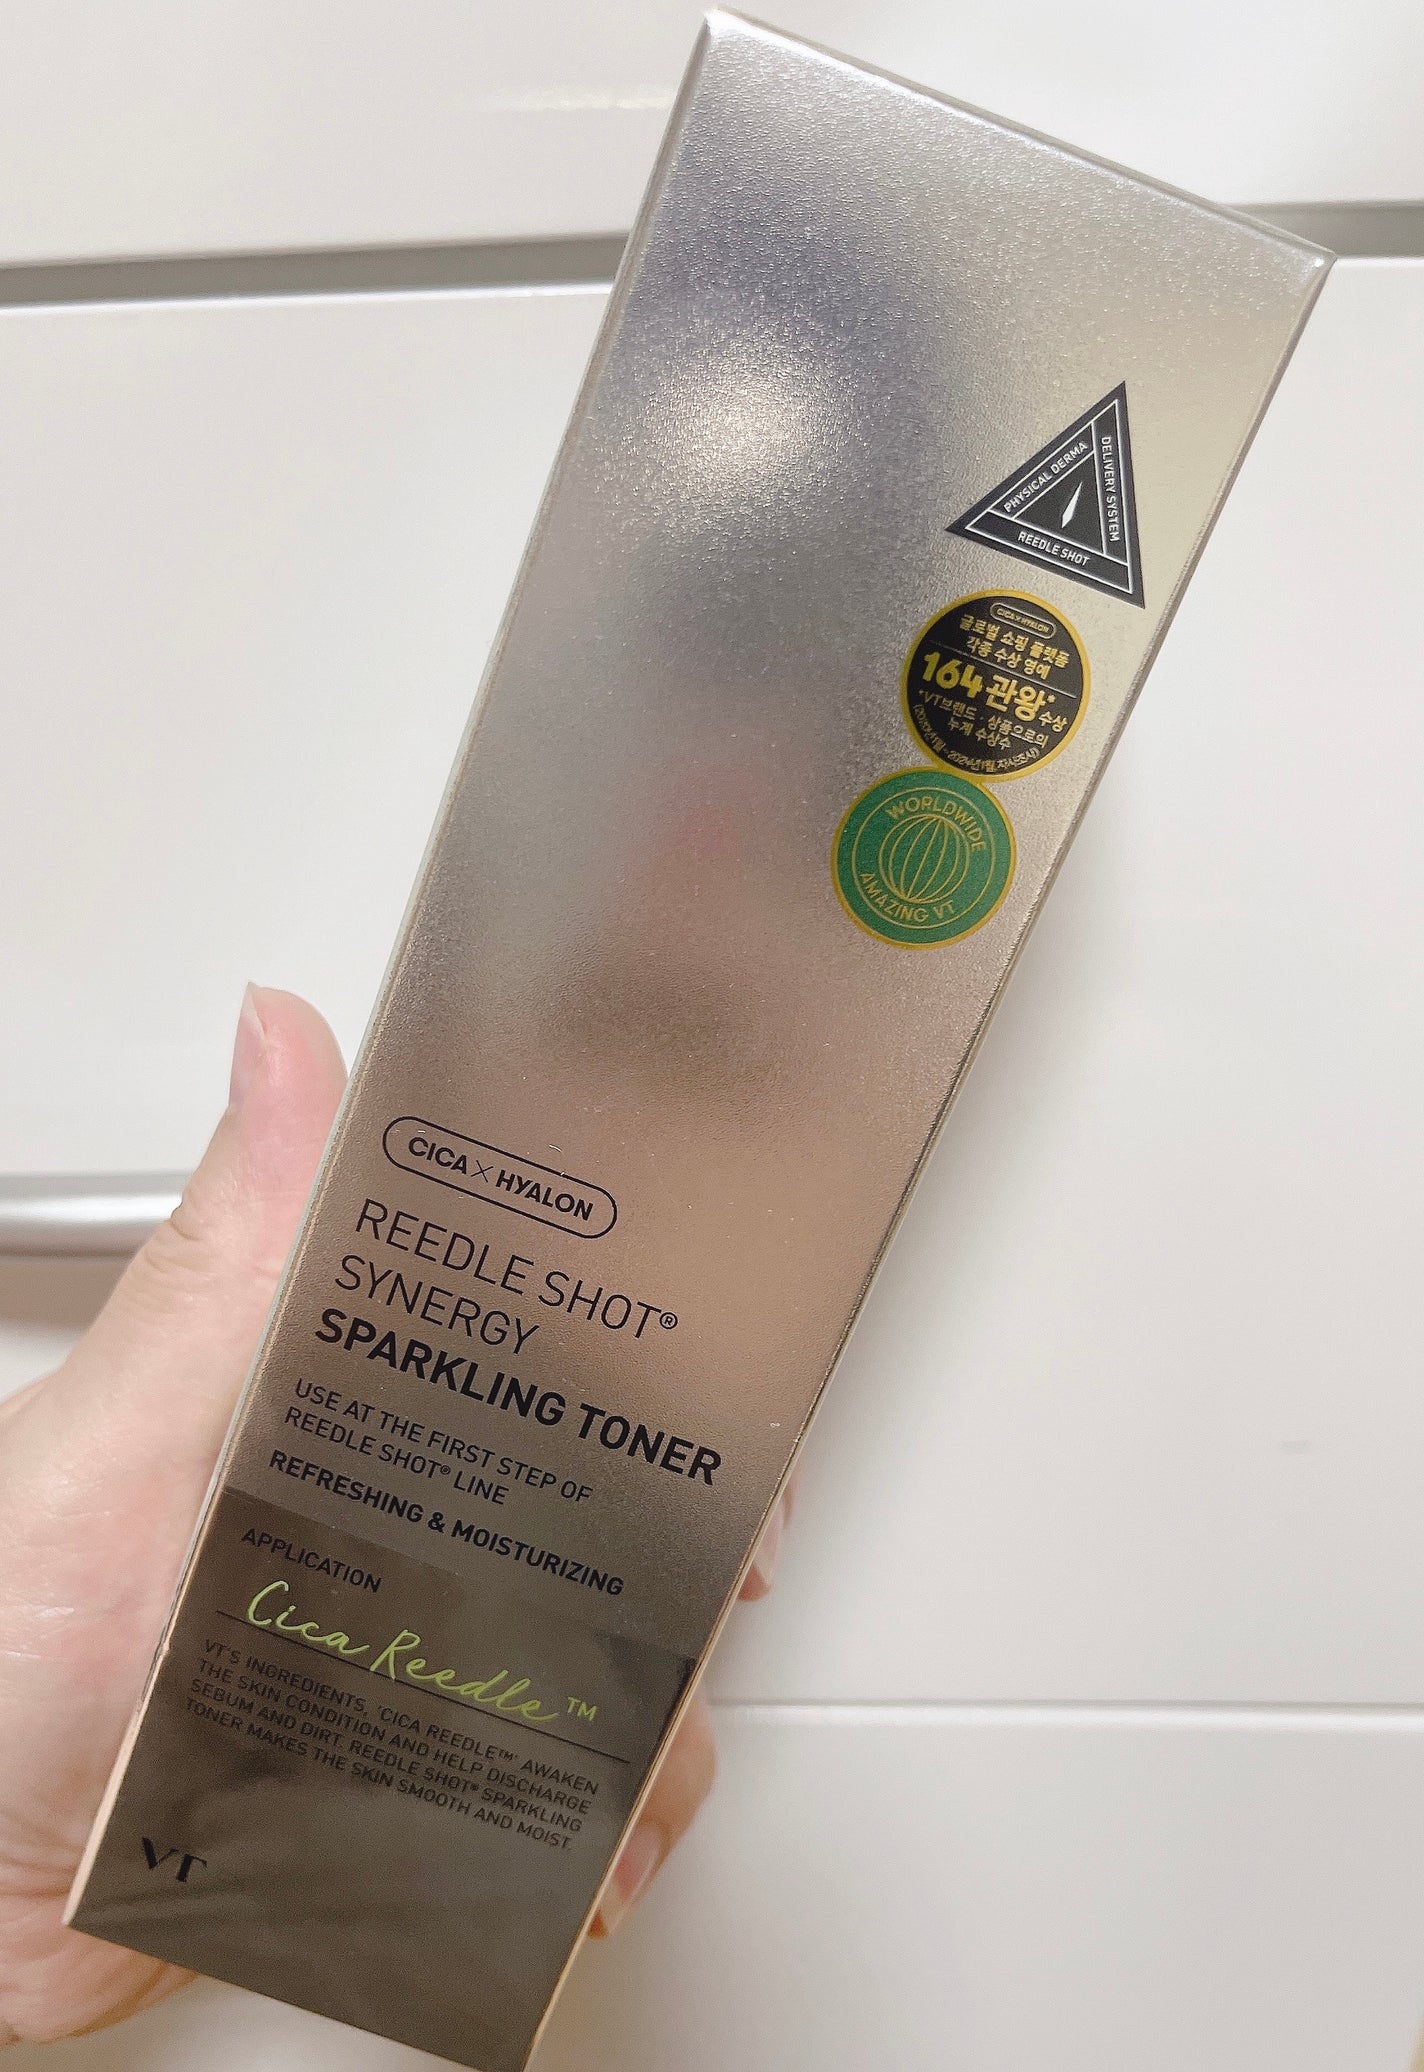 PHYSICAL DERMA
DELIVERY SYSTEM
REEDLE SHOT
CICA×HYALON
글로벌 쇼핑 플랫폼
각종 수상 영예
164관왕* 수상
*VT브랜드·상품으로의
누계 수상수
WORLDWIDE
AMAZING VT
CICA×HYALON
REEDLE SHOT®
SYNERGY
SPARKLING TONER
USE AT THE FIRST STEP OF
REEDLE SHOT® LINE
REFRESHING & MOISTURIZING
APPLICATION
Cica Reedle™
VT'S INGREDIENTS, 'CICA REEDLE™' AWAKEN
THE SKIN CONDITION AND HELP DISCHARGE
SEBUM AND DIRT. REEDLE SHOT® SPARKLING
TONER MAKES THE SKIN SMOOTH AND MOIST.
VT